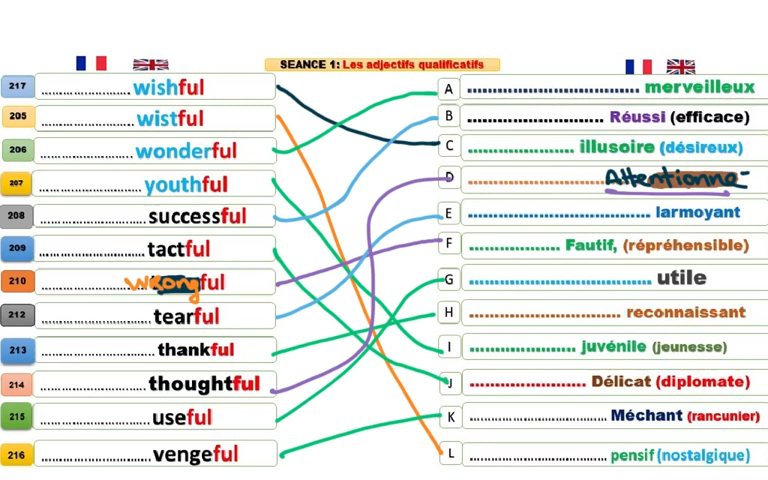 SEANCE 1: Les adjectifs qualificatifs
217 ................ wishful A ................ merveilleux
205 ................ wistful B ................ Réussi (efficace)
206 ................ wonderful C ................ illusoire (désireux)
207 ................ youthful D ................ Attentionné
208 ................ successful E ................ larmoyant
209 ................ tactful F ................ Fautif, (répréhensible)
210 ................ wrongful G ................ utile
212 ................ tearful H ................ reconnaissant
213 ................ thankful I ................ juvénile (jeunesse)
214 ................ thoughtful J ................ Délicat (diplomate)
215 ................ useful K ................ Méchant (rancunier)
216 ................ vengeful L ................ pensif (nostalgique)